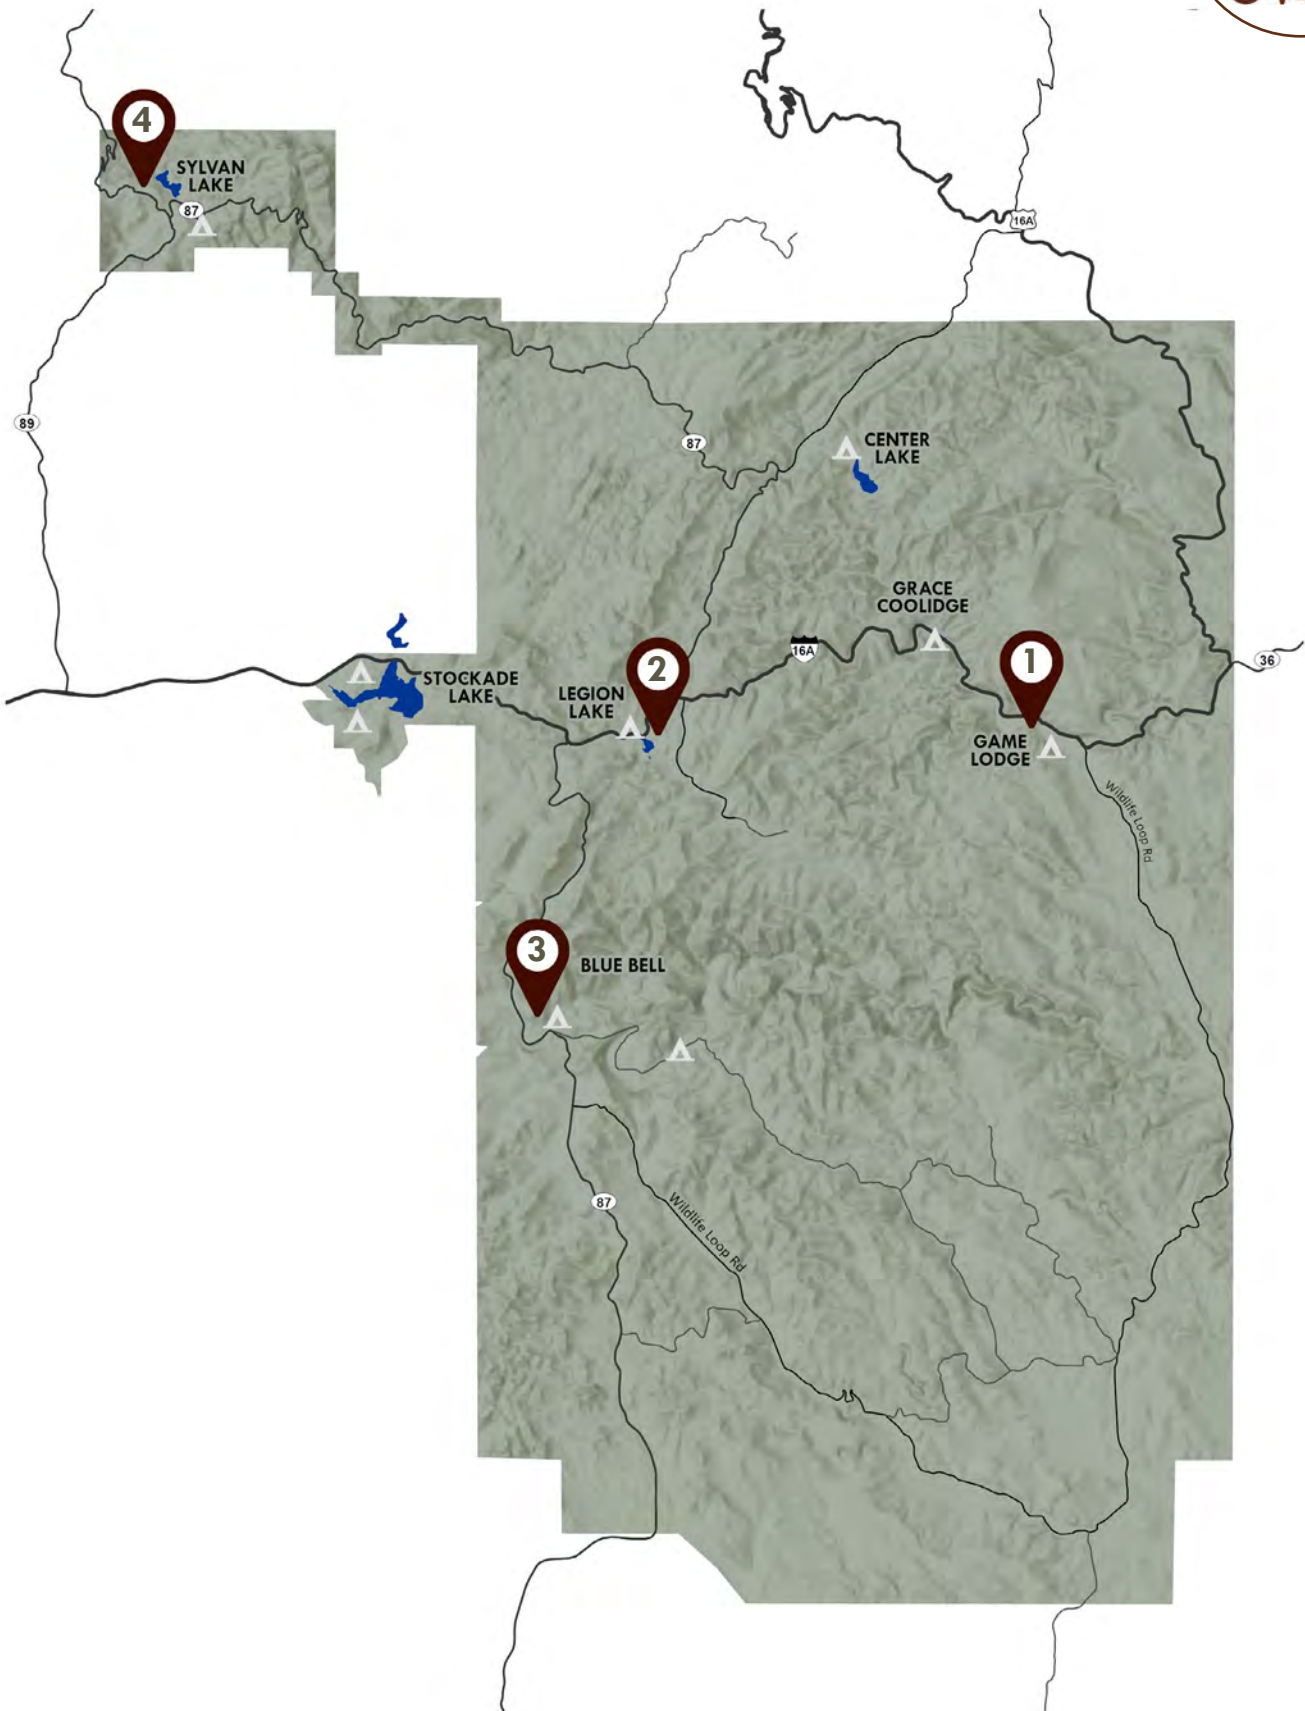 4
SYLVAN
LAKE
87
16A
89
87
CENTER
LAKE
GRACE
COOLIDGE
16A
1
36
2
STOCKADE
LAKE
LEGION
LAKE
GAME
LODGE
Wildlife Loop Rd
3
BLUE BELL
87
Wildlife Loop Rd